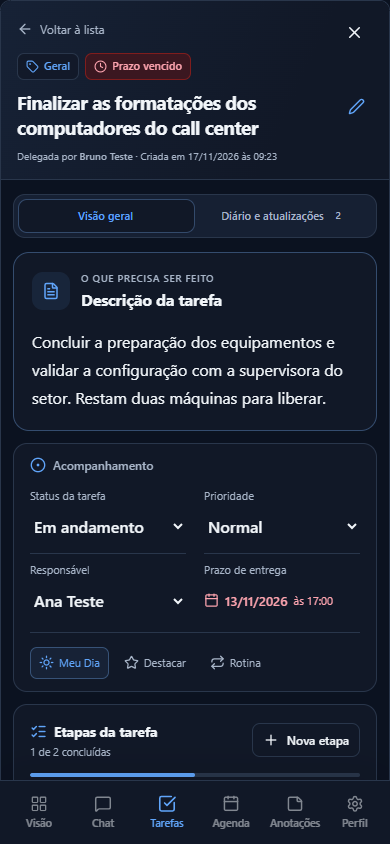 Voltar à lista
Geral
Prazo vencido
Finalizar as formatações dos
computadores do call center
Delegada por Bruno Teste · Criada em 17/11/2026 às 09:23
Visão geral
Diário e atualizações 2
O QUE PRECISA SER FEITO
Descrição da tarefa
Concluir a preparação dos equipamentos e
validar a configuração com a supervisora do
setor. Restam duas máquinas para liberar.
Acompanhamento
Status da tarefa
Prioridade
Em andamento
Normal
Responsável
Prazo de entrega
Ana Teste
13/11/2026 às 17:00
Meu Dia
Destacar
Rotina
Etapas da tarefa
1 de 2 concluídas
Nova etapa
Visão
Chat
Tarefas
Agenda
Anotações
Perfil